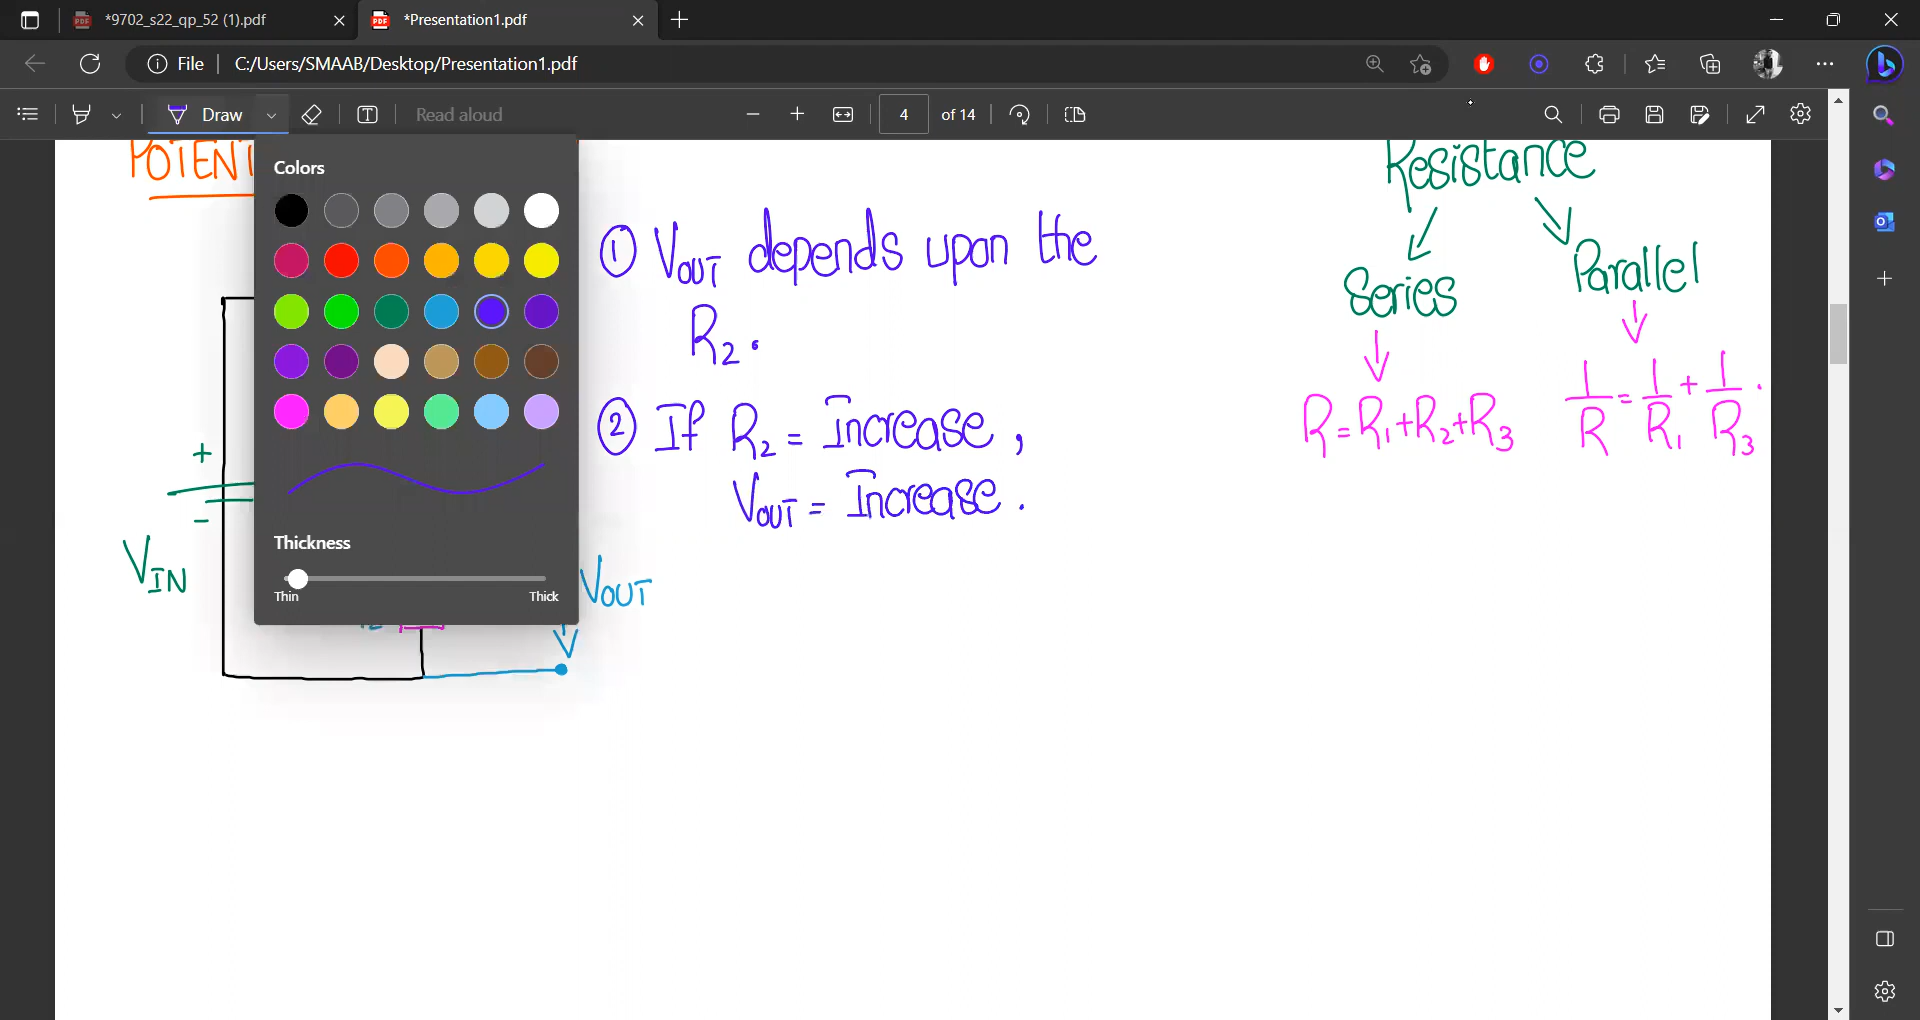 *9702_s22_qp_52 (1).pdf
*Presentation1.pdf
File
C:/Users/SMAAB/Desktop/Presentation1.pdf
Draw
Read aloud
4
of 14
Colors
Thickness
Thin
Thick
POTENT
① VOUT depends upon the
R2.
② If R2 = Increase,
VOUT = Increase.
+
-
VIN
VOUT
Resistance
Series
Parallel
R=R1+R2+R3
1/R = 1/R1 + 1/R3.